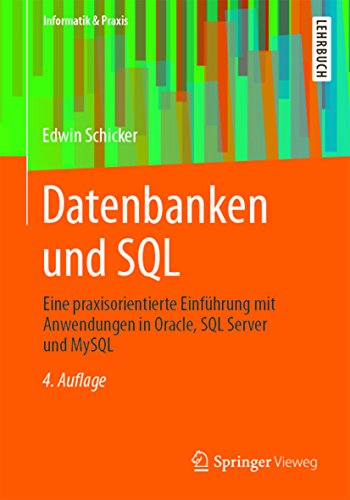 Informatik & Praxis
LEHRBUCH
Edwin Schicker
Datenbanken
und SQL
Eine praxisorientierte Einführung mit
Anwendungen in Oracle, SQL Server
und MySQL
4. Auflage
Springer Vieweg